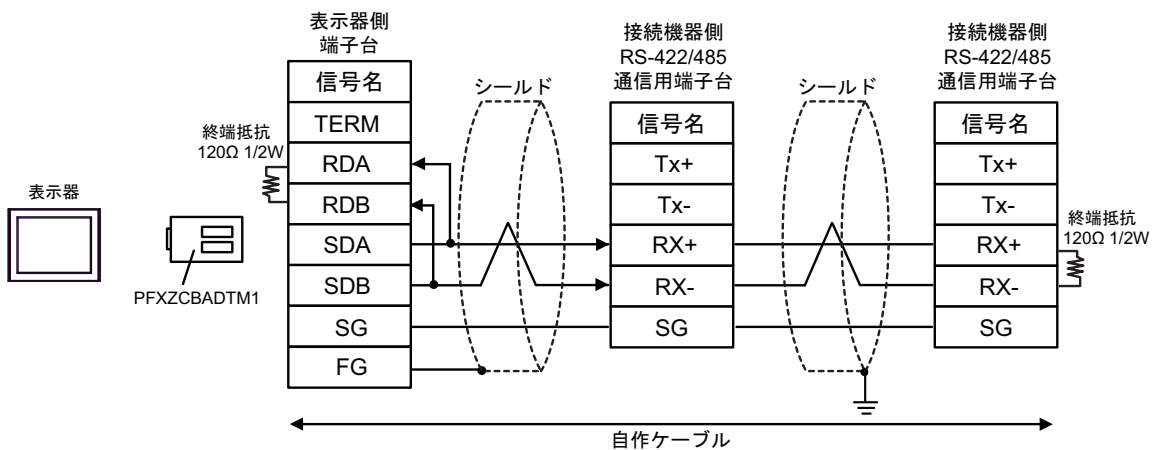 表示器側
端子台
信号名
TERM
RDA
RDB
SDA
SDB
SG
FG
終端抵抗
120Ω 1/2W
表示器
PFXZCBADTM1
シールド
接続機器側
RS-422/485
通信用端子台
信号名
Tx+
Tx-
RX+
RX-
SG
シールド
接続機器側
RS-422/485
通信用端子台
信号名
Tx+
Tx-
RX+
RX-
SG
終端抵抗
120Ω 1/2W
自作ケーブル